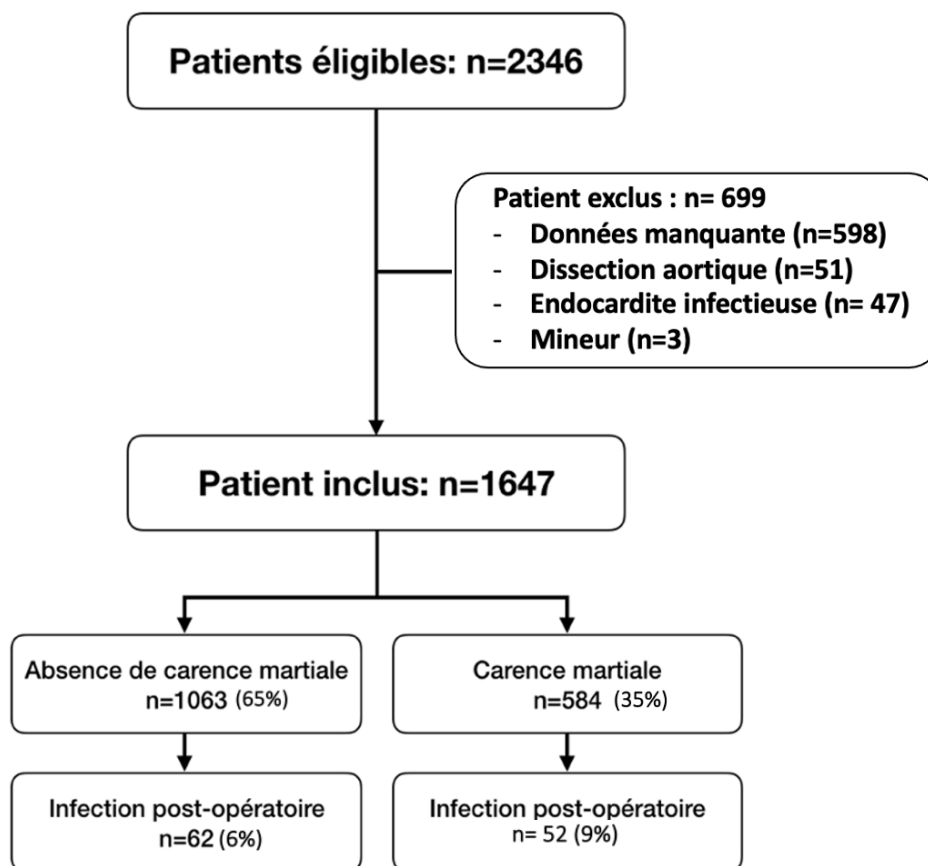 Patients éligibles: n=2346
Patient exclus : n= 699
- Données manquante (n=598)
- Dissection aortique (n=51)
- Endocardite infectieuse (n= 47)
- Mineur (n=3)
Patient inclus: n=1647
Absence de carence martiale
n=1063 (65%)
Carence martiale
n=584 (35%)
Infection post-opératoire
n=62 (6%)
Infection post-opératoire
n= 52 (9%)